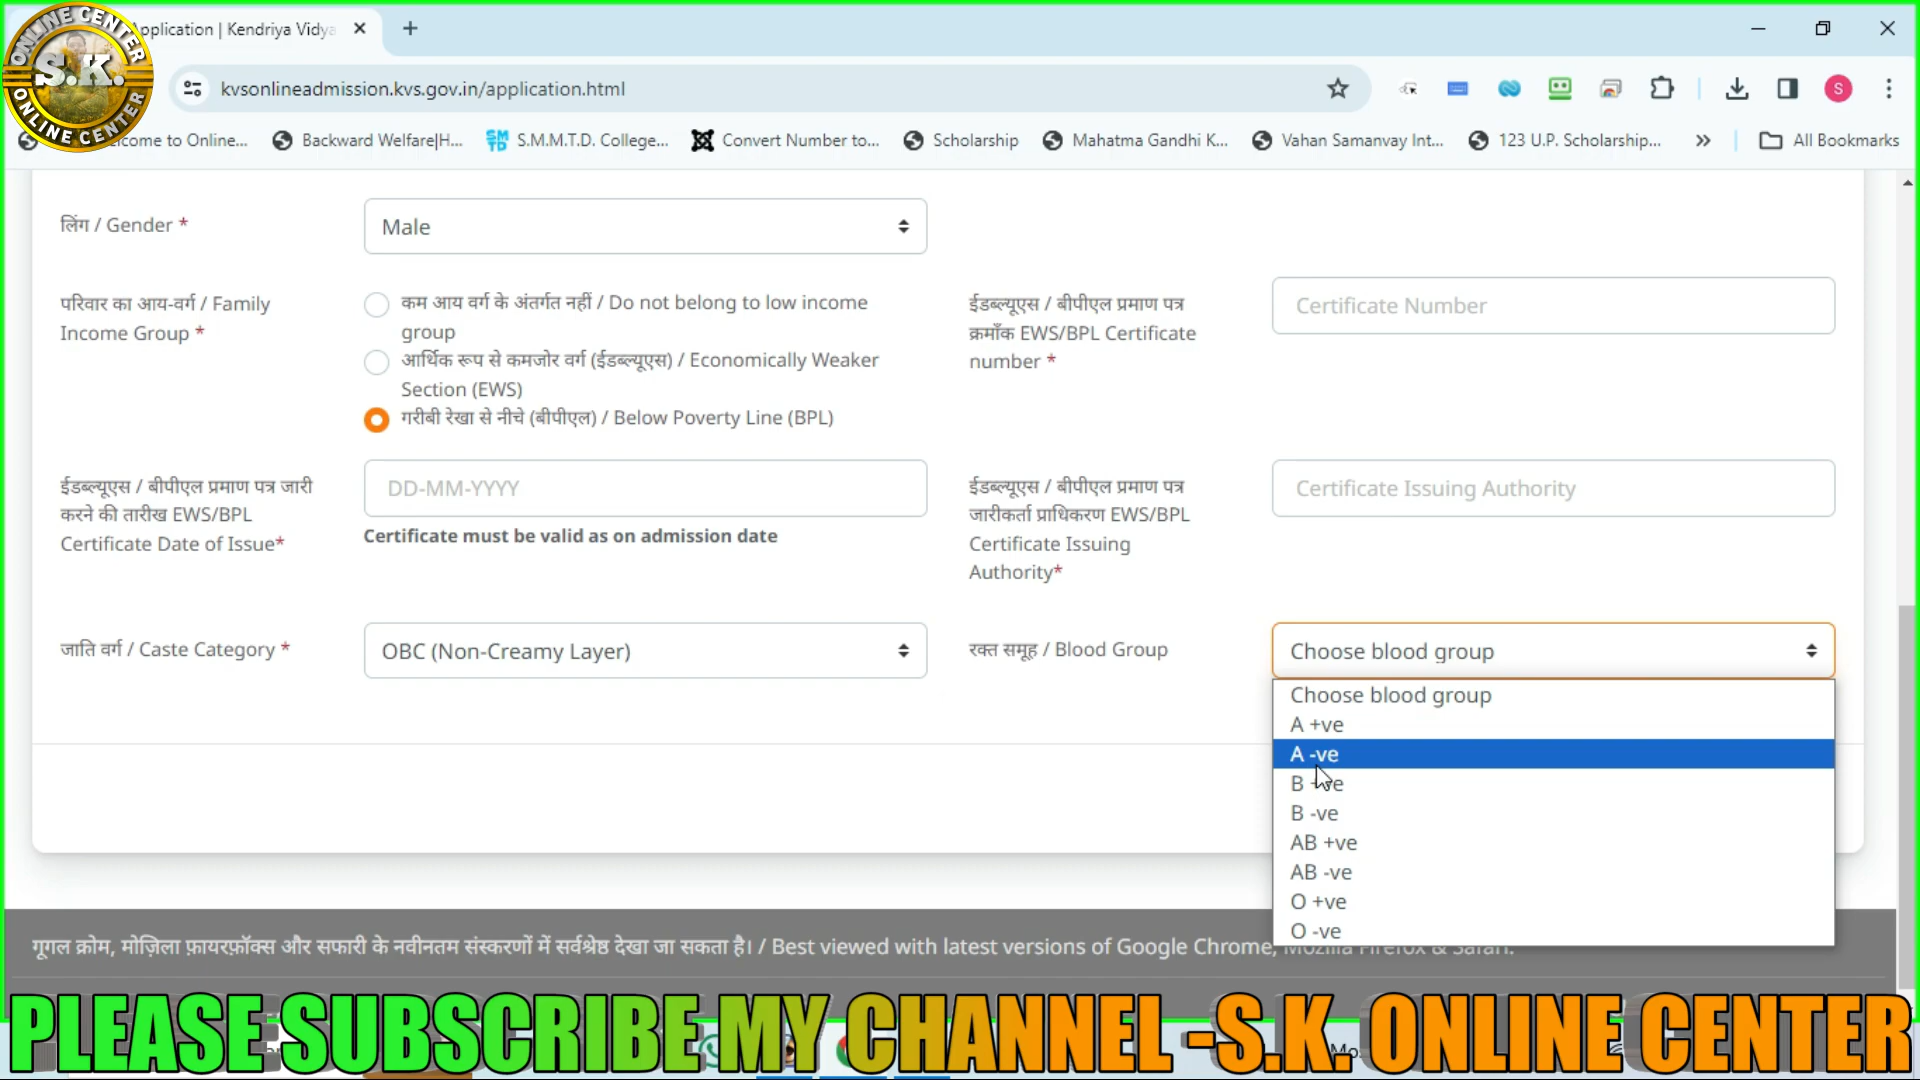 ONLINE CENTER
S.K.
ONLINE CENTER
pplication | Kendriya Vidya
kvsonlineadmission.kvs.gov.in/application.html
S
come to Online...
Backward Welfare|H...
S.M.M.T.D. College...
Convert Number to...
Scholarship
Mahatma Gandhi K...
Vahan Samanvay Int...
123 U.P. Scholarship...
All Bookmarks
लिंग / Gender *
Male
परिवार का आय-वर्ग / Family
Income Group *
कम आय वर्ग के अंतर्गत नहीं / Do not belong to low income
group
आर्थिक रूप से कमजोर वर्ग (ईडब्ल्यूएस) / Economically Weaker
Section (EWS)
गरीबी रेखा से नीचे (बीपीएल) / Below Poverty Line (BPL)
ईडब्ल्यूएस / बीपीएल प्रमाण पत्र
क्रमाँक EWS/BPL Certificate
number *
Certificate Number
ईडब्ल्यूएस / बीपीएल प्रमाण पत्र जारी
करने की तारीख EWS/BPL
Certificate Date of Issue*
DD-MM-YYYY
Certificate must be valid as on admission date
ईडब्ल्यूएस / बीपीएल प्रमाण पत्र
जारीकर्ता प्राधिकरण EWS/BPL
Certificate Issuing
Authority*
Certificate Issuing Authority
जाति वर्ग / Caste Category *
OBC (Non-Creamy Layer)
रक्त समूह / Blood Group
Choose blood group
Choose blood group
A +ve
A -ve
B +ve
B -ve
AB +ve
AB -ve
O +ve
O -ve
गूगल क्रोम, मोज़िला फ़ायरफ़ॉक्स और सफारी के नवीनतम संस्करणों में सर्वश्रेष्ठ देखा जा सकता है। / Best viewed with latest versions of Google Chrome, Mozilla Firefox & Safari.
PLEASE SUBSCRIBE MY CHANNEL -S.K. ONLINE CENTER